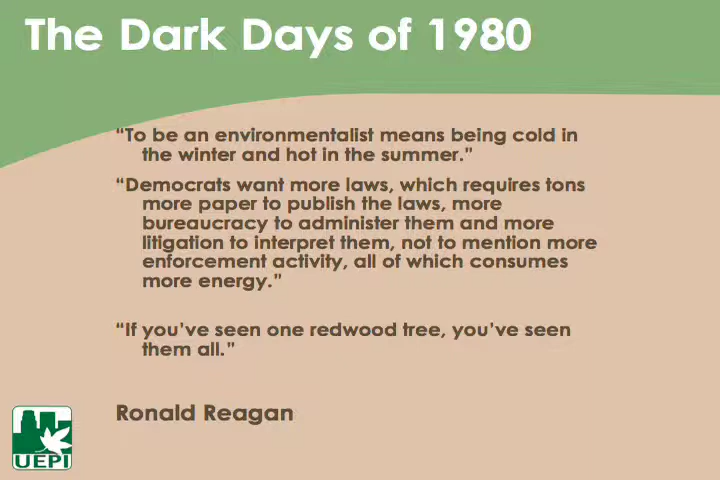 The Dark Days of 1980
“To be an environmentalist means being cold in
the winter and hot in the summer.”
“Democrats want more laws, which requires tons
more paper to publish the laws, more
bureaucracy to administer them and more
litigation to interpret them, not to mention more
enforcement activity, all of which consumes
more energy.”
“If you’ve seen one redwood tree, you’ve seen
them all.”
Ronald Reagan
UEPI